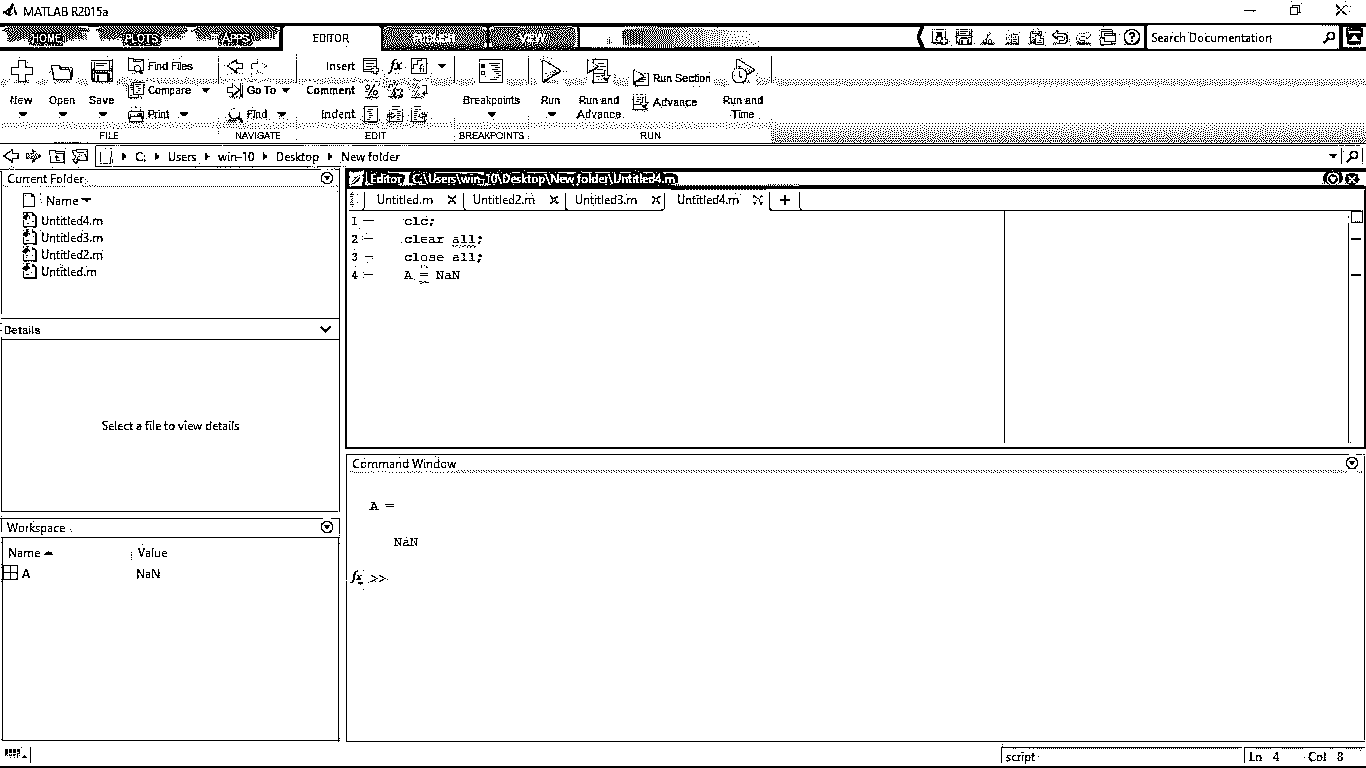 MATLAB R2015a
HOME PLOTS APPS EDITOR PUBLISH VIEW Search Documentation
New Open Save Find Files Compare Print
Go To Find
Insert Comment Indent
Breakpoints
Run Run and Advance Run Section Advance Run and Time
FILE NAVIGATE EDIT BREAKPOINTS RUN
C: Users win-10 Desktop New folder
Current Folder
Name
Untitled4.m
Untitled3.m
Untitled2.m
Untitled.m
Details
Select a file to view details
Workspace
Name Value
A NaN
Editor C:\Users\win-10\Desktop\New folder\Untitled4.m
Untitled.m Untitled2.m Untitled3.m Untitled4.m +
1 clc;
2 clear all;
3 close all;
4 A = NaN
Command Window
A =
NaN
fx >>
script Ln 4 Col 8